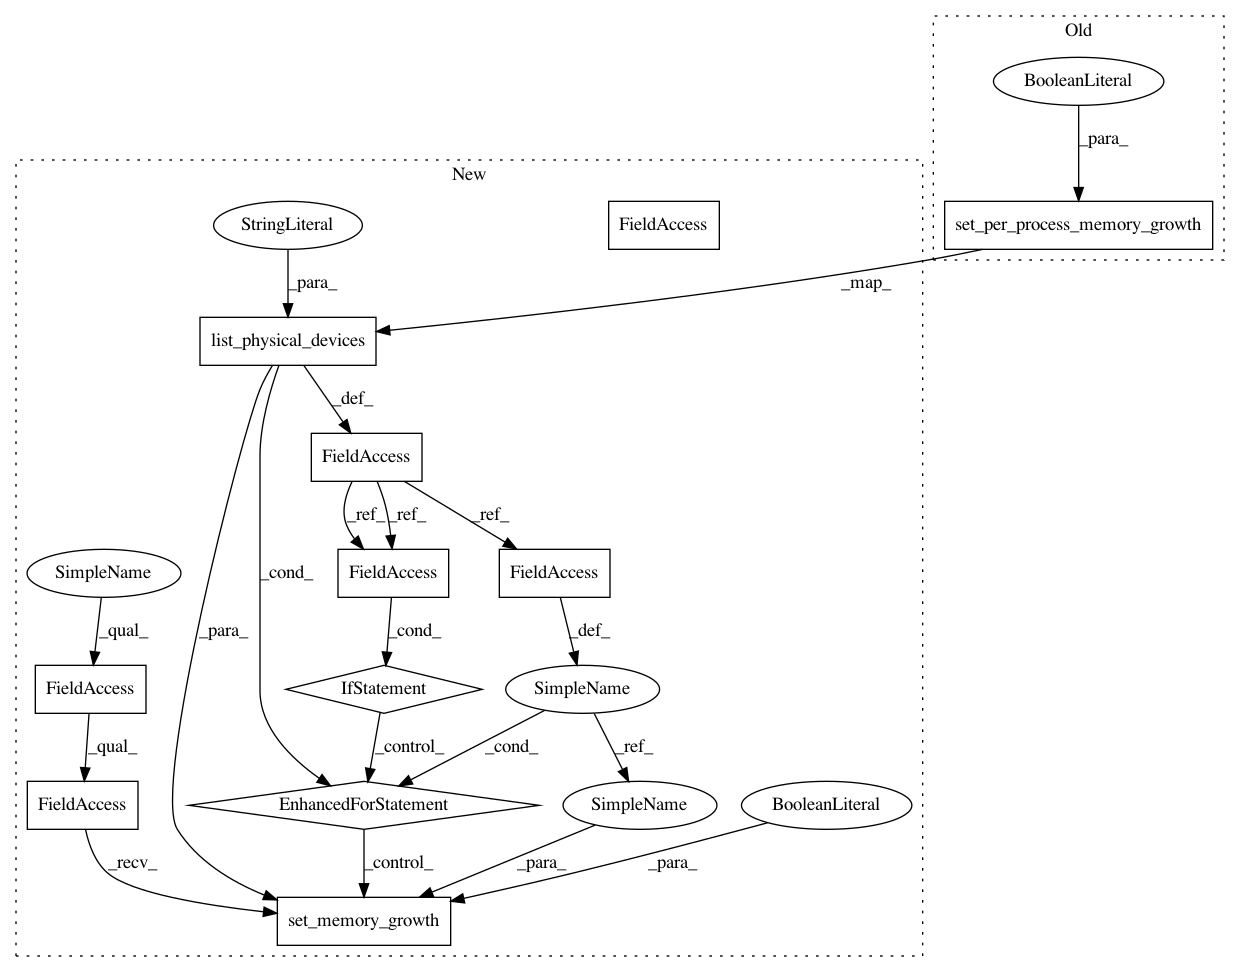 Old
BooleanLiteral
_para_
New
StringLiteral
FieldAccess
set_per_process_memory_growth
_para_
_map_
list_physical_devices
_def_
FieldAccess
_ref_
_ref_
_ref_
SimpleName
_cond_
FieldAccess
FieldAccess
_qual_
_para_
_cond_
_def_
FieldAccess
IfStatement
SimpleName
_qual_
_control_
_cond_
_ref_
FieldAccess
EnhancedForStatement
SimpleName
BooleanLiteral
_recv_
_control_
_para_
_para_
set_memory_growth